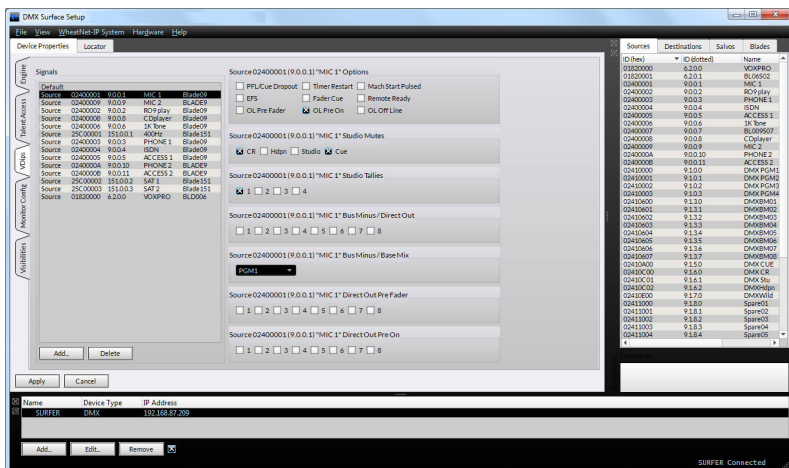 DMX Surface Setup
File View WheatNet-IP System Hardware Help
Device Properties Locator
Engine
Talent Access
VDips
Monitor Config
Visibilities
Signals
Default
Source 02400001 9.0.0.1 MIC 1 Blade09
Source 02400009 9.0.0.9 MIC 2 BLADE9
Source 02400002 9.0.0.2 RO9 play Blade09
Source 02400008 9.0.0.8 CDplayer Blade09
Source 02400006 9.0.0.6 1K Tone Blade09
Source 25C00001 151.0.0.1 400Hz Blade151
Source 02400003 9.0.0.3 PHONE 1 Blade09
Source 02400004 9.0.0.4 ISDN Blade09
Source 02400005 9.0.0.5 ACCESS 1 Blade09
Source 0240000A 9.0.0.10 PHONE 2 BLADE9
Source 0240000B 9.0.0.11 ACCESS 2 BLADE9
Source 25C00002 151.0.0.2 SAT 1 Blade151
Source 25C00003 151.0.0.3 SAT 2 Blade151
Source 01820000 6.2.0.0 VOXPRO BLD006
Add... Delete
Source 02400001 (9.0.0.1) "MIC 1" Options
PFL/Cue Dropout Timer Restart Mach Start Pulsed
EFS Fader Cue Remote Ready
OL Pre Fader OL Pre On OL Off Line
Source 02400001 (9.0.0.1) "MIC 1" Studio Mutes
CR Hdpn Studio Cue
Source 02400001 (9.0.0.1) "MIC 1" Studio Tallies
1 2 3 4
Source 02400001 (9.0.0.1) "MIC 1" Bus Minus / Direct Out
1 2 3 4 5 6 7 8
Source 02400001 (9.0.0.1) "MIC 1" Bus Minus / Base Mix
PGM1
Source 02400001 (9.0.0.1) "MIC 1" Direct Out Pre Fader
1 2 3 4 5 6 7 8
Source 02400001 (9.0.0.1) "MIC 1" Direct Out Pre On
1 2 3 4 5 6 7 8
Apply Cancel
Sources Destinations Salvos Blades
ID (hex) ID (dotted) Name
01820000 6.2.0.0 VOXPRO
01820001 6.2.0.1 BL06S02
02400001 9.0.0.1 MIC 1
02400002 9.0.0.2 RO9 play
02400003 9.0.0.3 PHONE 1
02400004 9.0.0.4 ISDN
02400005 9.0.0.5 ACCESS 1
02400006 9.0.0.6 1K Tone
02400007 9.0.0.7 BL009S07
02400008 9.0.0.8 CDplayer
02400009 9.0.0.9 MIC 2
0240000A 9.0.0.10 PHONE 2
0240000B 9.0.0.11 ACCESS 2
02410000 9.1.0.0 DMX PGM1
02410001 9.1.0.1 DMX PGM2
02410002 9.1.0.2 DMX PGM3
02410003 9.1.0.3 DMX PGM4
02410600 9.1.3.0 DMXBM01
02410601 9.1.3.1 DMXBM02
02410602 9.1.3.2 DMXBM03
02410603 9.1.3.3 DMXBM04
02410604 9.1.3.4 DMXBM05
02410605 9.1.3.5 DMXBM06
02410606 9.1.3.6 DMXBM07
02410607 9.1.3.7 DMXBM08
02410A00 9.1.5.0 DMX CUE
02410C00 9.1.6.0 DMX CR
02410C01 9.1.6.1 DMX Stu
02410C02 9.1.6.2 DMXHdpn
02410E00 9.1.7.0 DMXWild
02411000 9.1.8.0 Spare01
02411001 9.1.8.1 Spare02
02411002 9.1.8.2 Spare03
02411003 9.1.8.3 Spare04
02411004 9.1.8.4 Spare05
Name Device Type IP Address
SURFER DMX 192.168.87.209
Add... Edit... Remove
SURFER Connected